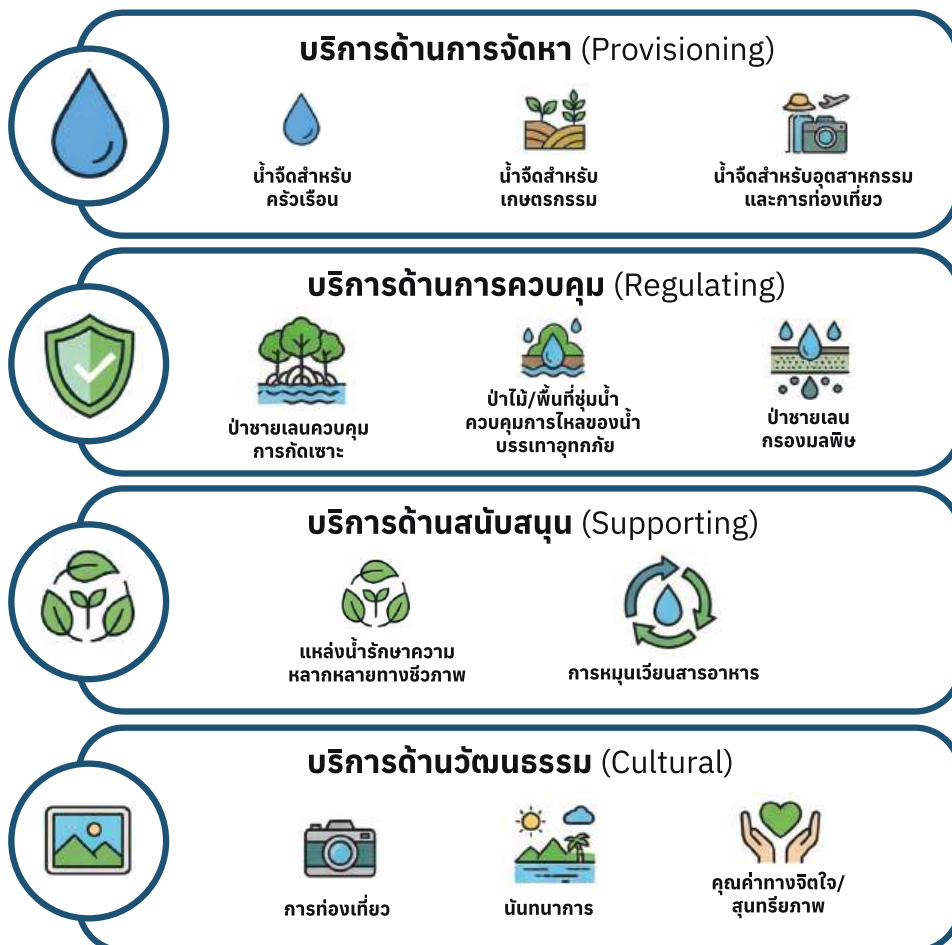 บริการด้านการจัดหา (Provisioning)
น้ำจืดสำหรับ
ครัวเรือน
น้ำจืดสำหรับ
เกษตรกรรม
น้ำจืดสำหรับอุตสาหกรรม
และการท่องเที่ยว
บริการด้านการควบคุม (Regulating)
ป่าชายเลนควบคุม
การกัดเซาะ
ป่าไม้/พื้นที่ชุ่มน้ำ
ควบคุมการไหลของน้ำ
บรรเทาอุทกภัย
ป่าชายเลน
กรองมลพิษ
บริการด้านสนับสนุน (Supporting)
แหล่งน้ำรักษาความ
หลากหลายทางชีวภาพ
การหมุนเวียนสารอาหาร
บริการด้านวัฒนธรรม (Cultural)
การท่องเที่ยว
นันทนาการ
คุณค่าทางจิตใจ/
สุนทรียภาพ